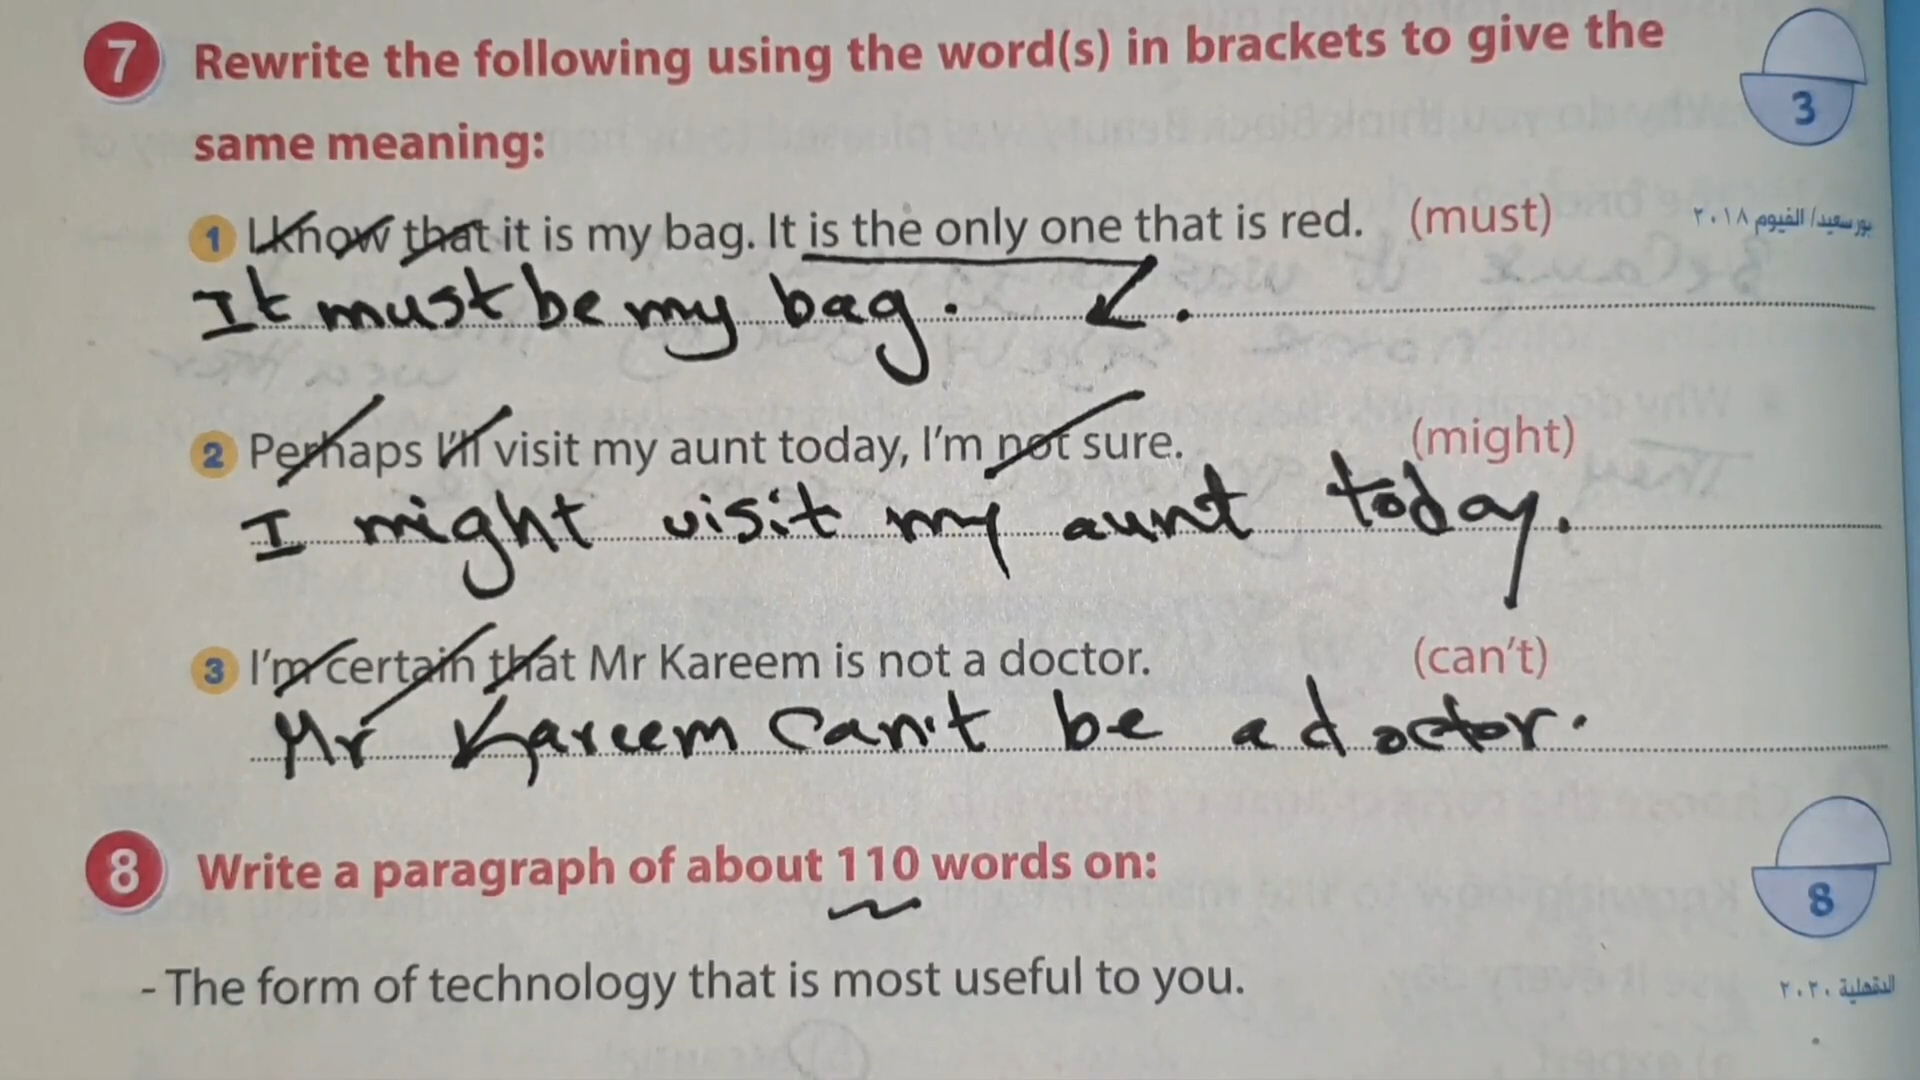 7 Rewrite the following using the word(s) in brackets to give the
3
same meaning:
1 I know that it is my bag. It is the only one that is red. (must) بورسعيد/ الفيوم ٢٠١٨
It must be my bag.
2 Perhaps I'll visit my aunt today, I'm not sure. (might)
I might visit my aunt today.
3 I'm certain that Mr Kareem is not a doctor. (can't)
Mr Kareem can't be a doctor.
8 Write a paragraph of about 110 words on:
8
- The form of technology that is most useful to you. الدقهلية ٢٠٢٠